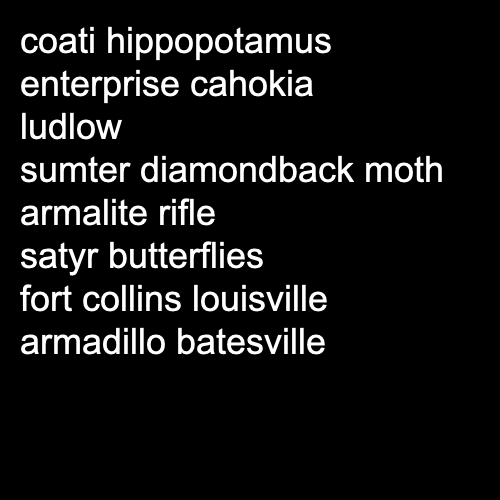 coati hippopotamus
enterprise cahokia
ludlow
sumter diamondback moth
armalite rifle
satyr butterflies
fort collins louisville
armadillo batesville